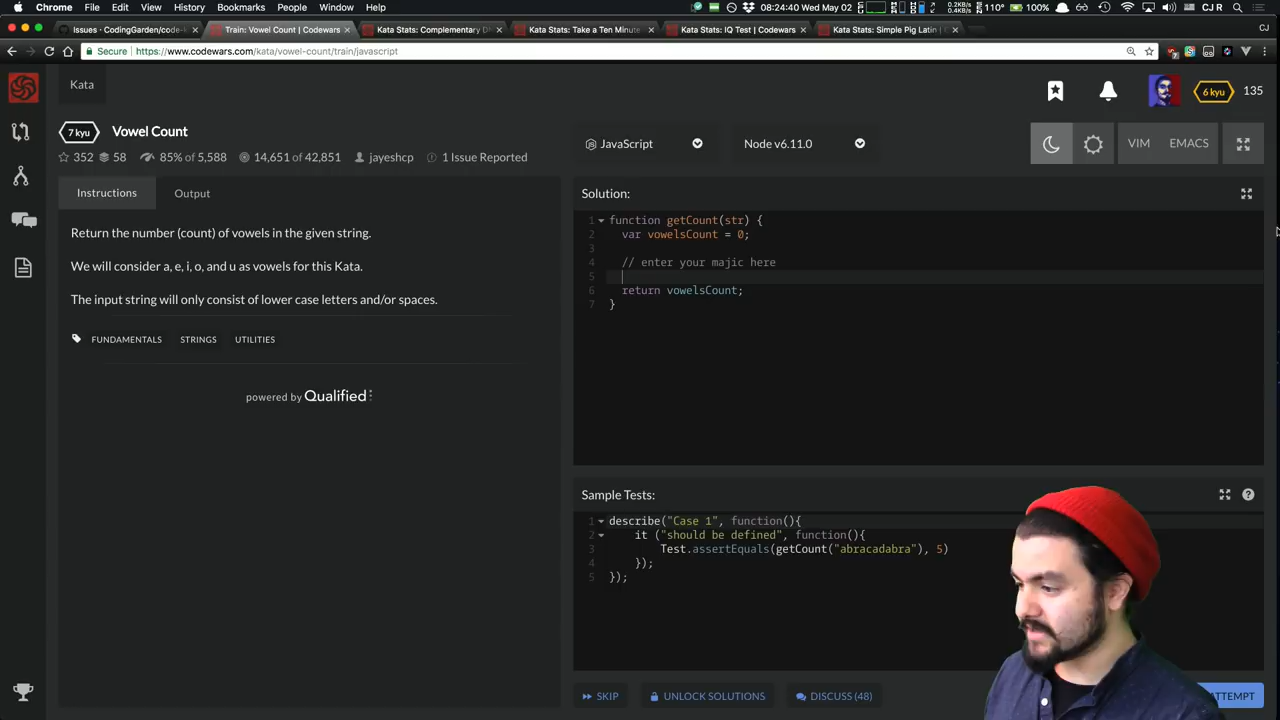 Chrome File Edit View History Bookmarks People Window Help 08:24:40 Wed May 02 110° 100% CJ R
Issues · CodingGarden/code-k Train: Vowel Count | Codewars Kata Stats: Complementary D Kata Stats: Take a Ten Minute Kata Stats: IQ Test | Codewars Kata Stats: Simple Pig Latin | C CJ
Secure https://www.codewars.com/kata/vowel-count/train/javascript
Kata
6 kyu 135
7 kyu Vowel Count
352 58 85% of 5,588 14,651 of 42,851 jayeshcp 1 Issue Reported
JavaScript Node v6.11.0 VIM EMACS
Instructions Output
Return the number (count) of vowels in the given string.
We will consider a, e, i, o, and u as vowels for this Kata.
The input string will only consist of lower case letters and/or spaces.
FUNDAMENTALS STRINGS UTILITIES
powered by Qualified
Solution:
1 function getCount(str) {
2 var vowelsCount = 0;
3
4 // enter your majic here
5
6 return vowelsCount;
7 }
Sample Tests:
1 describe("Case 1", function(){
2 it ("should be defined", function(){
3 Test.assertEquals(getCount("abracadabra"), 5)
4 });
5 });
SKIP UNLOCK SOLUTIONS DISCUSS (48) ATTEMPT